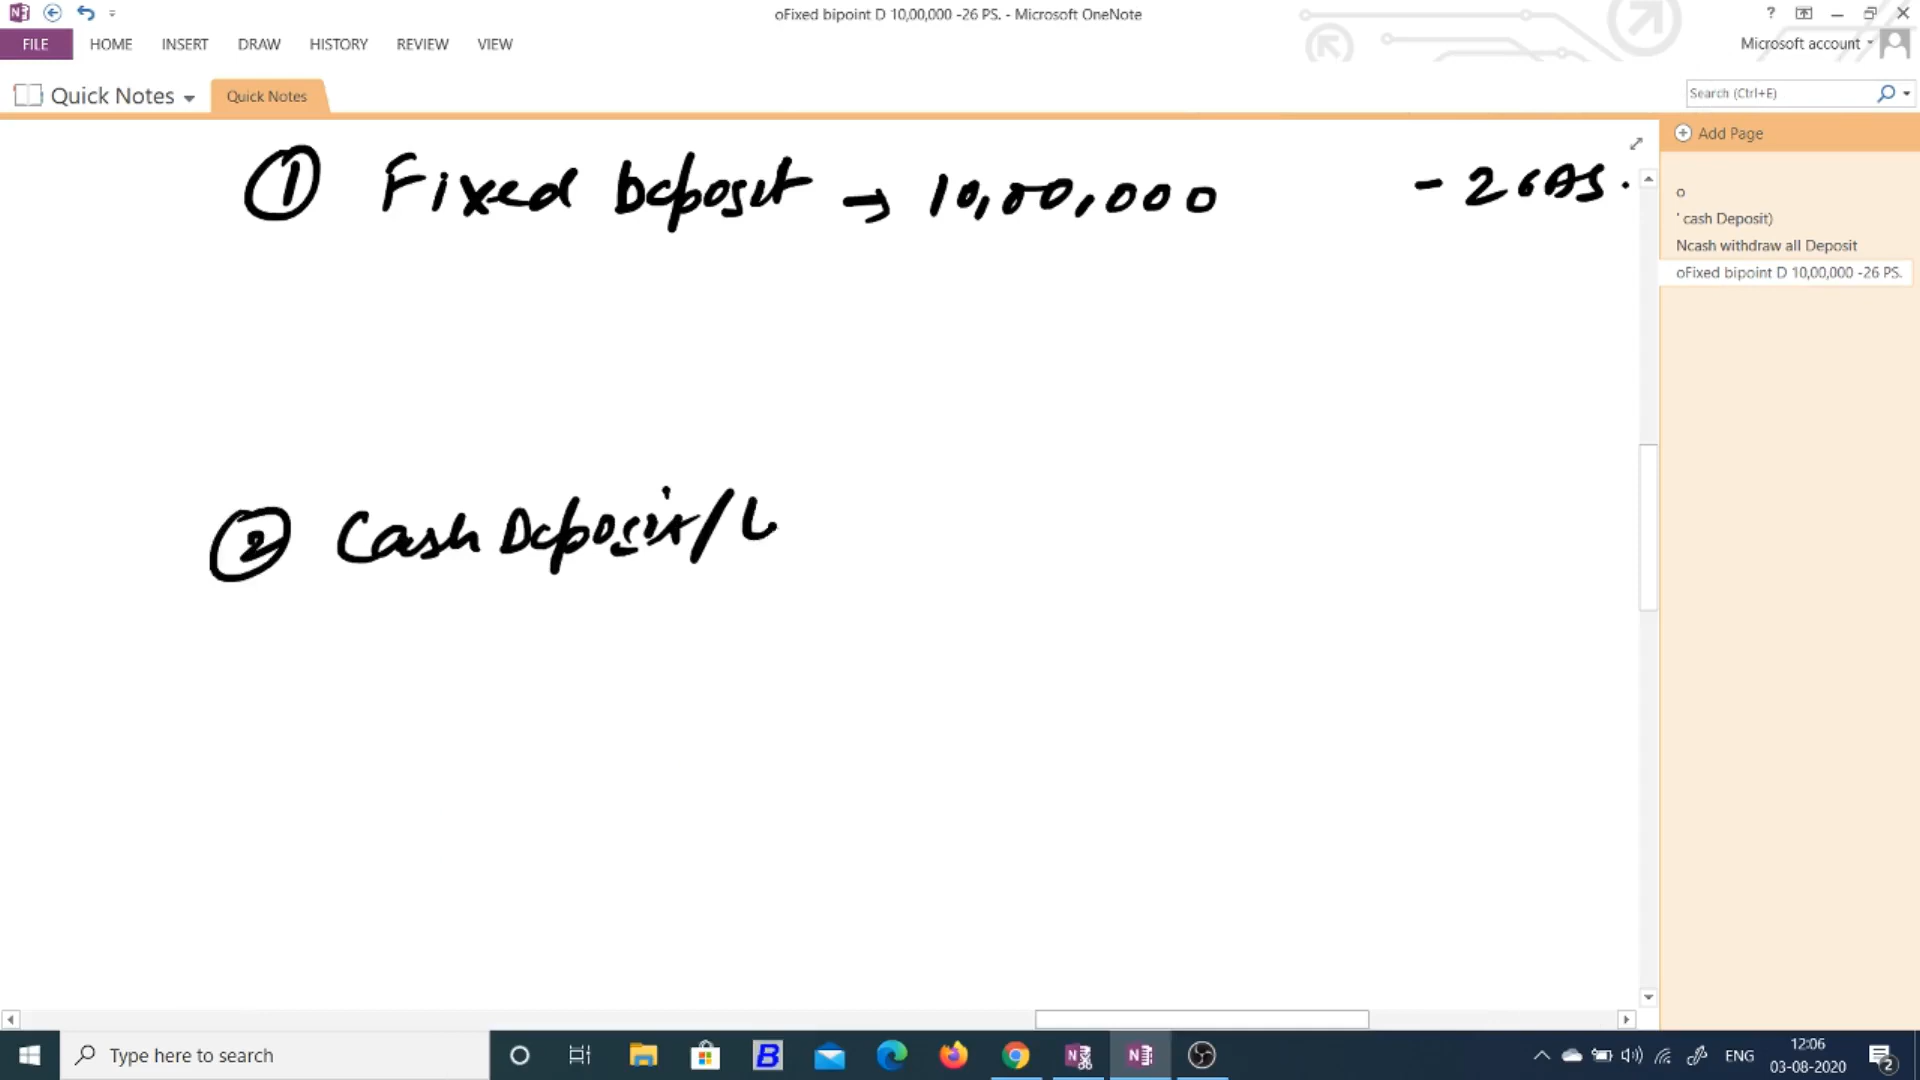 oFixed bipoint D 10,00,000 -26 PS. - Microsoft OneNote
?
FILE HOME INSERT DRAW HISTORY REVIEW VIEW
Microsoft account
Quick Notes
Quick Notes
Search (Ctrl+E)
Add Page
o
' cash Deposit)
Ncash withdraw all Deposit
oFixed bipoint D 10,00,000 -26 PS.
① Fixed Deposit → 10,00,000 - 26AS.
② Cash Deposit/
Type here to search
ENG
12:06
03-08-2020
2